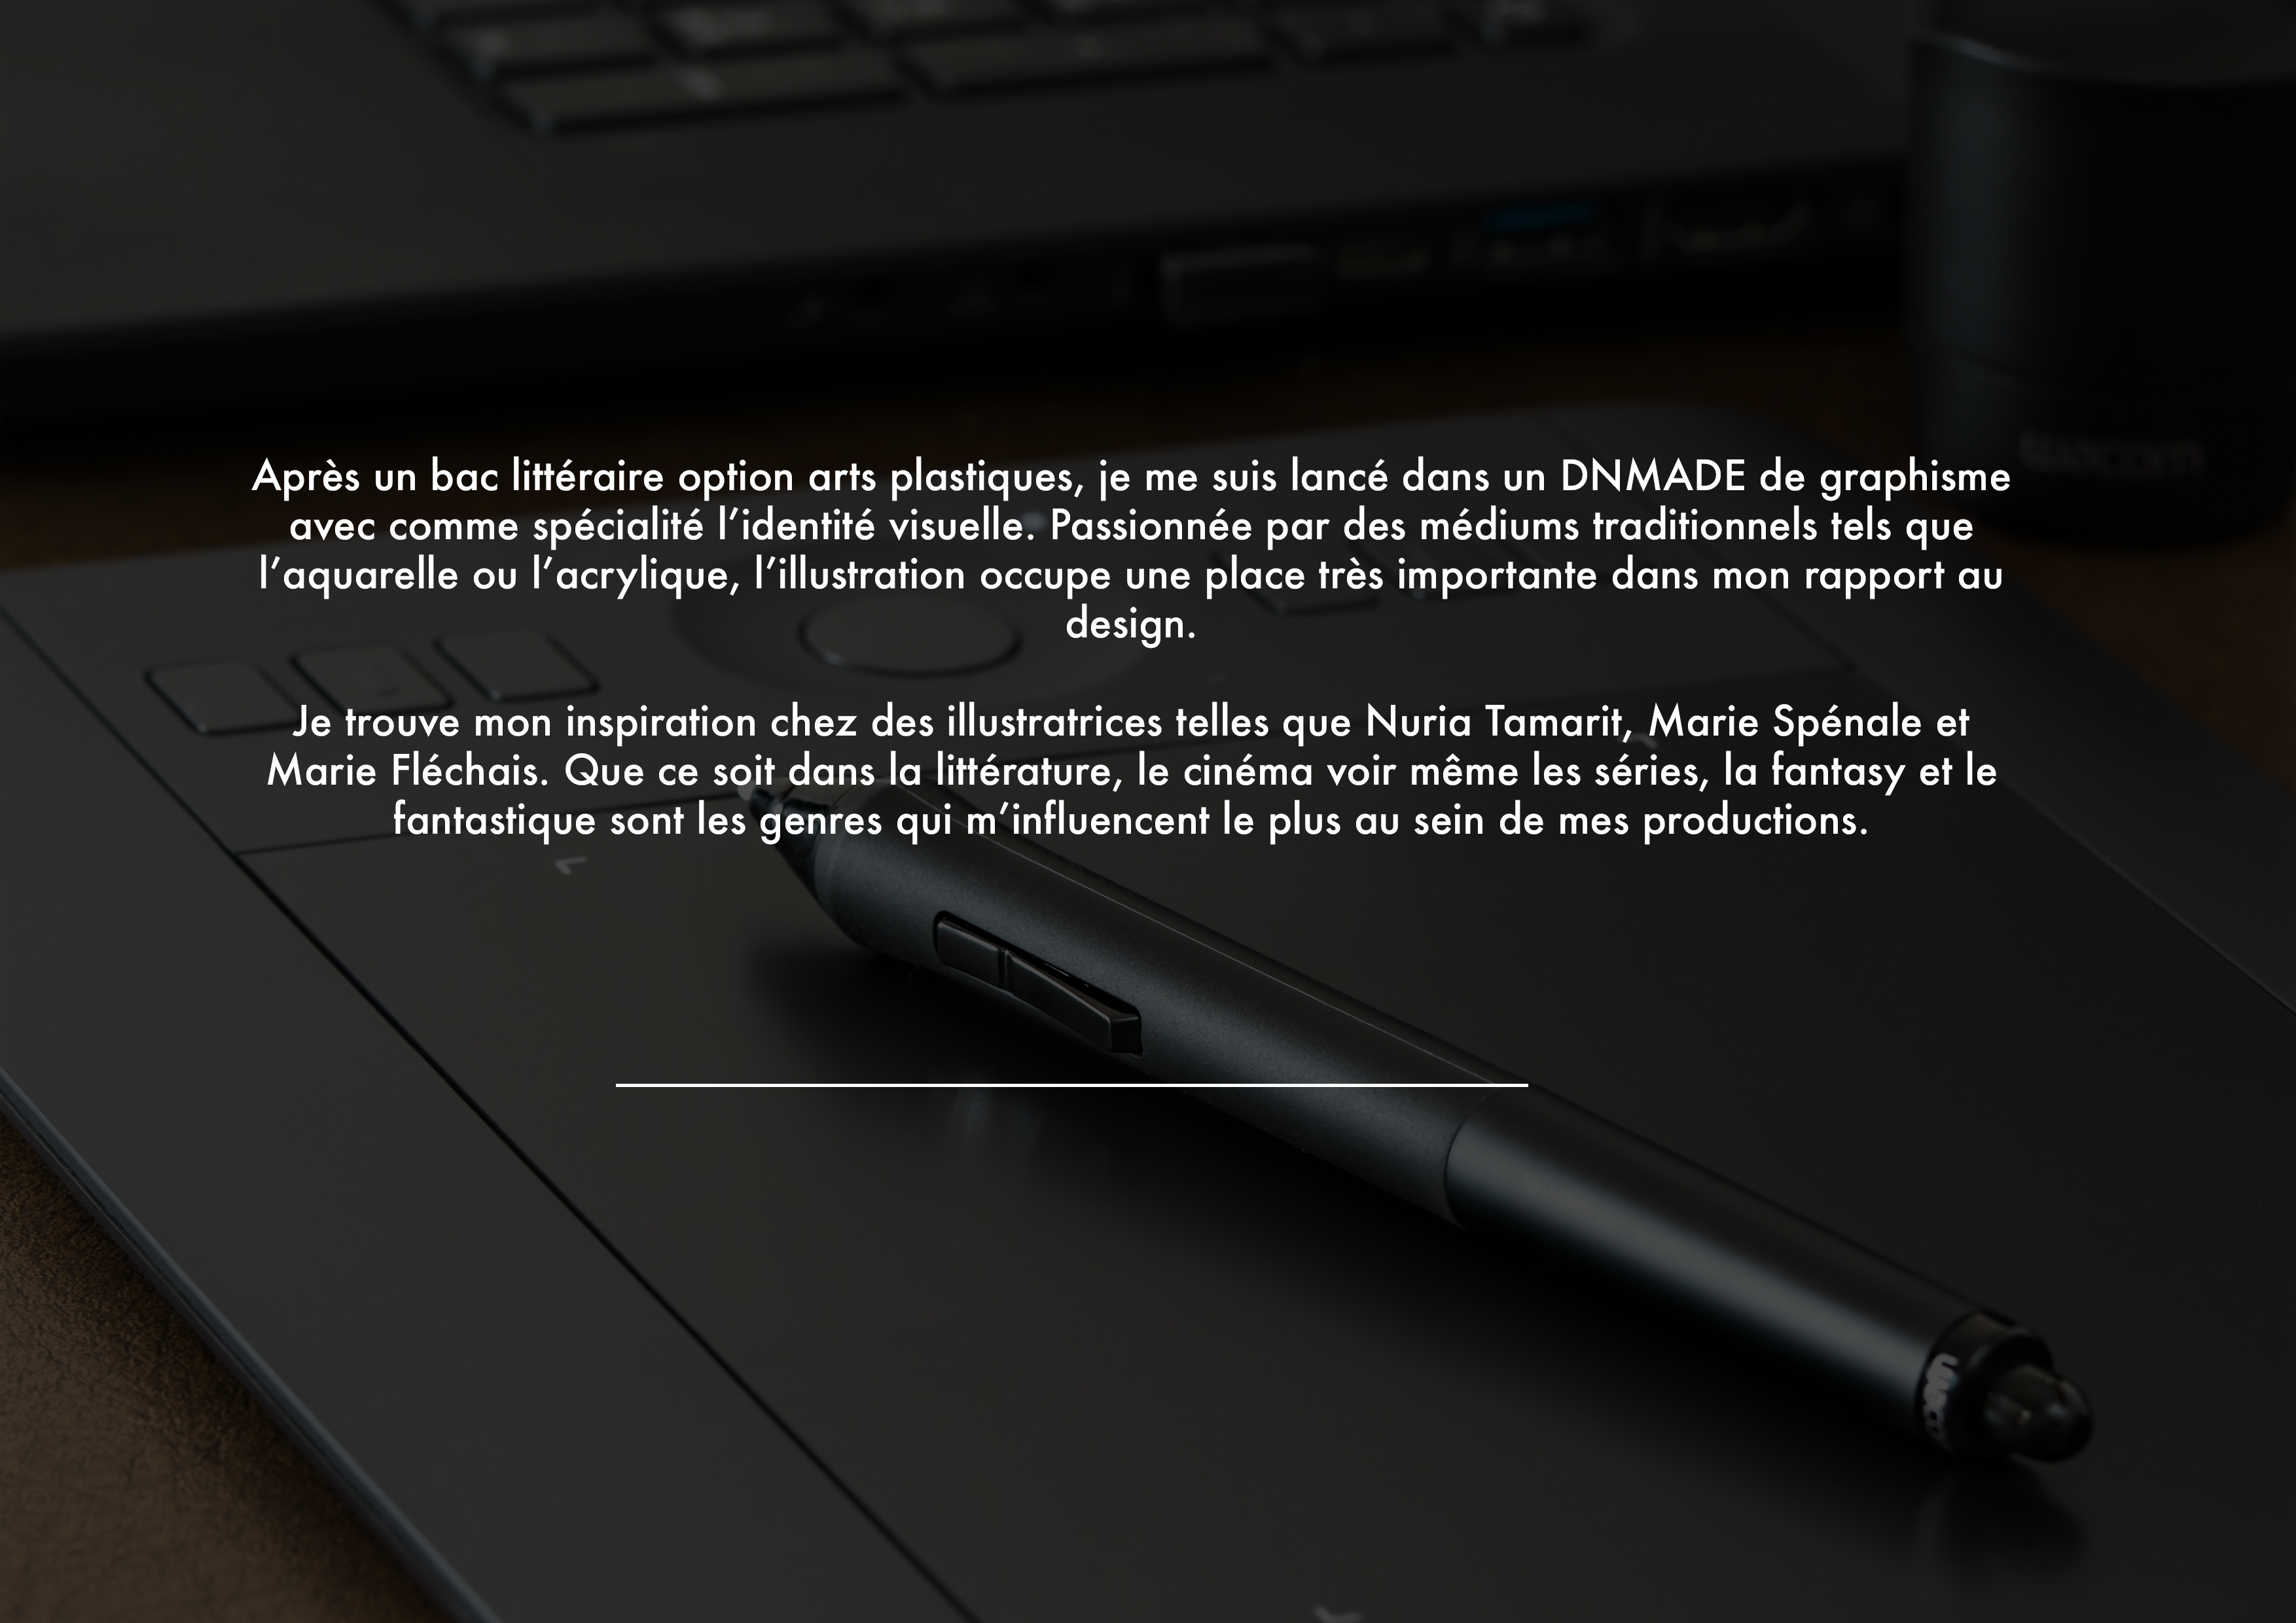 Après un bac littéraire option arts plastiques, je me suis lancé dans un DNMADE de graphisme
avec comme spécialité l’identité visuelle. Passionnée par des médiums traditionnels tels que
l’aquarelle ou l’acrylique, l’illustration occupe une place très importante dans mon rapport au
design.
Je trouve mon inspiration chez des illustratrices telles que Nuria Tamarit, Marie Spénale et
Marie Fléchais. Que ce soit dans la littérature, le cinéma voir même les séries, la fantasy et le
fantastique sont les genres qui m’influencent le plus au sein de mes productions.
wacom